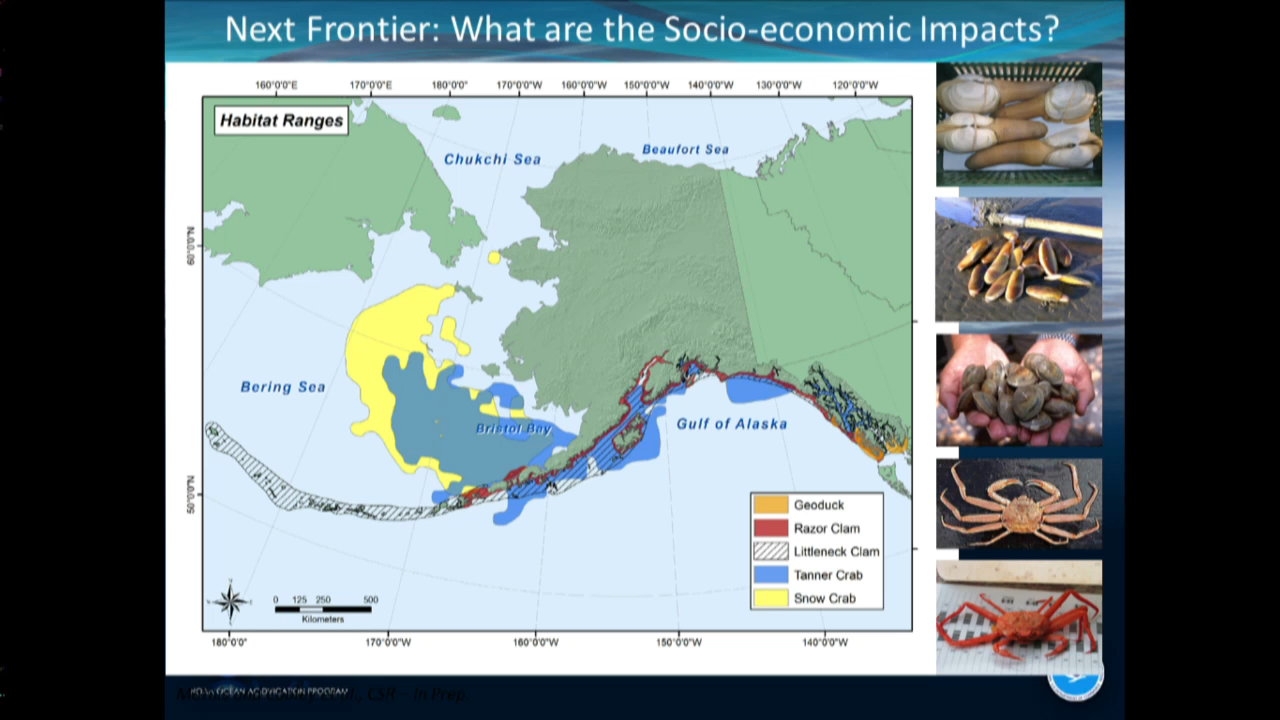 Next Frontier: What are the Socio-economic Impacts?
160°0'0"E 170°0'0"E 180°0'0" 170°0'0"W 160°0'0"W 150°0'0"W 140°0'0"W 130°0'0"W 120°0'0"W
Habitat Ranges
Chukchi Sea
Beaufort Sea
60°0'0"N
Bering Sea
Bristol Bay
Gulf of Alaska
50°0'0"N
Geoduck
Razor Clam
Littleneck Clam
Tanner Crab
Snow Crab
0 125 250 500
Kilometers
180°0'0" 170°0'0"W 160°0'0"W 150°0'0"W 140°0'0"W
OCEAN ACIDIFICATION PROGRAM
CSR – In Prep